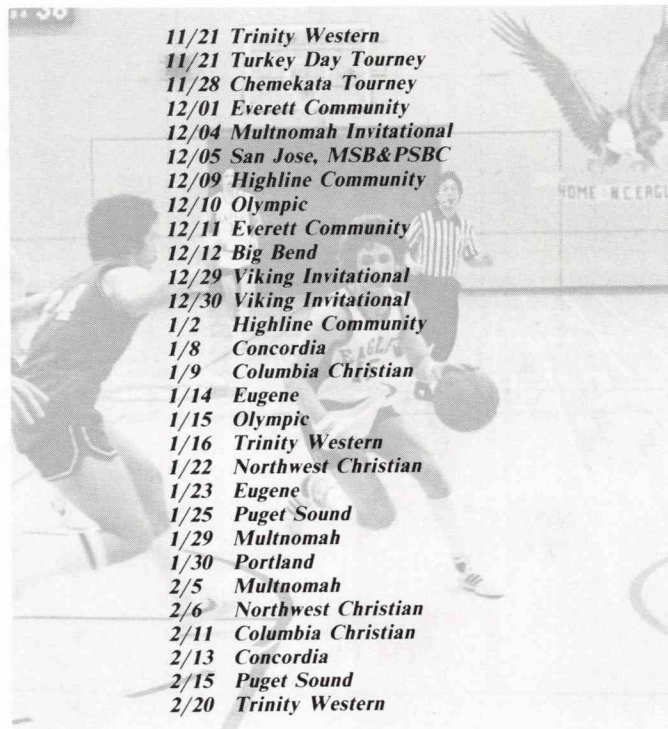 11/21 Trinity Western
11/21 Turkey Day Tourney
11/28 Chemekata Tourney
12/01 Everett Community
12/04 Multnomah Invitational
12/05 San Jose, MSB&PSBC
12/09 Highline Community
12/10 Olympic
12/11 Everett Community
12/12 Big Bend
12/29 Viking Invitational
12/30 Viking Invitational
1/2 Highline Community
1/8 Concordia
1/9 Columbia Christian
1/14 Eugene
1/15 Olympic
1/16 Trinity Western
1/22 Northwest Christian
1/23 Eugene
1/25 Puget Sound
1/29 Multnomah
1/30 Portland
2/5 Multnomah
2/6 Northwest Christian
2/11 Columbia Christian
2/13 Concordia
2/15 Puget Sound
2/20 Trinity Western
HOME N.C.EAGL
EAGL